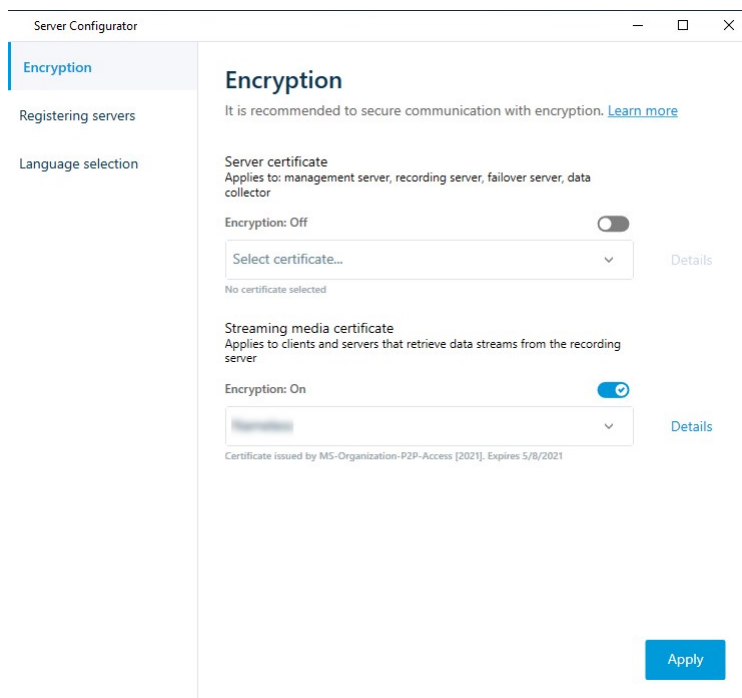 Server Configurator
Encryption
Registering servers
Language selection
Encryption
It is recommended to secure communication with encryption. Learn more
Server certificate
Applies to: management server, recording server, failover server, data
collector
Encryption: Off
Select certificate...
Details
No certificate selected
Streaming media certificate
Applies to clients and servers that retrieve data streams from the recording
server
Encryption: On
Details
Certificate issued by MS-Organization-P2P-Access [2021]. Expires 5/8/2021
Apply